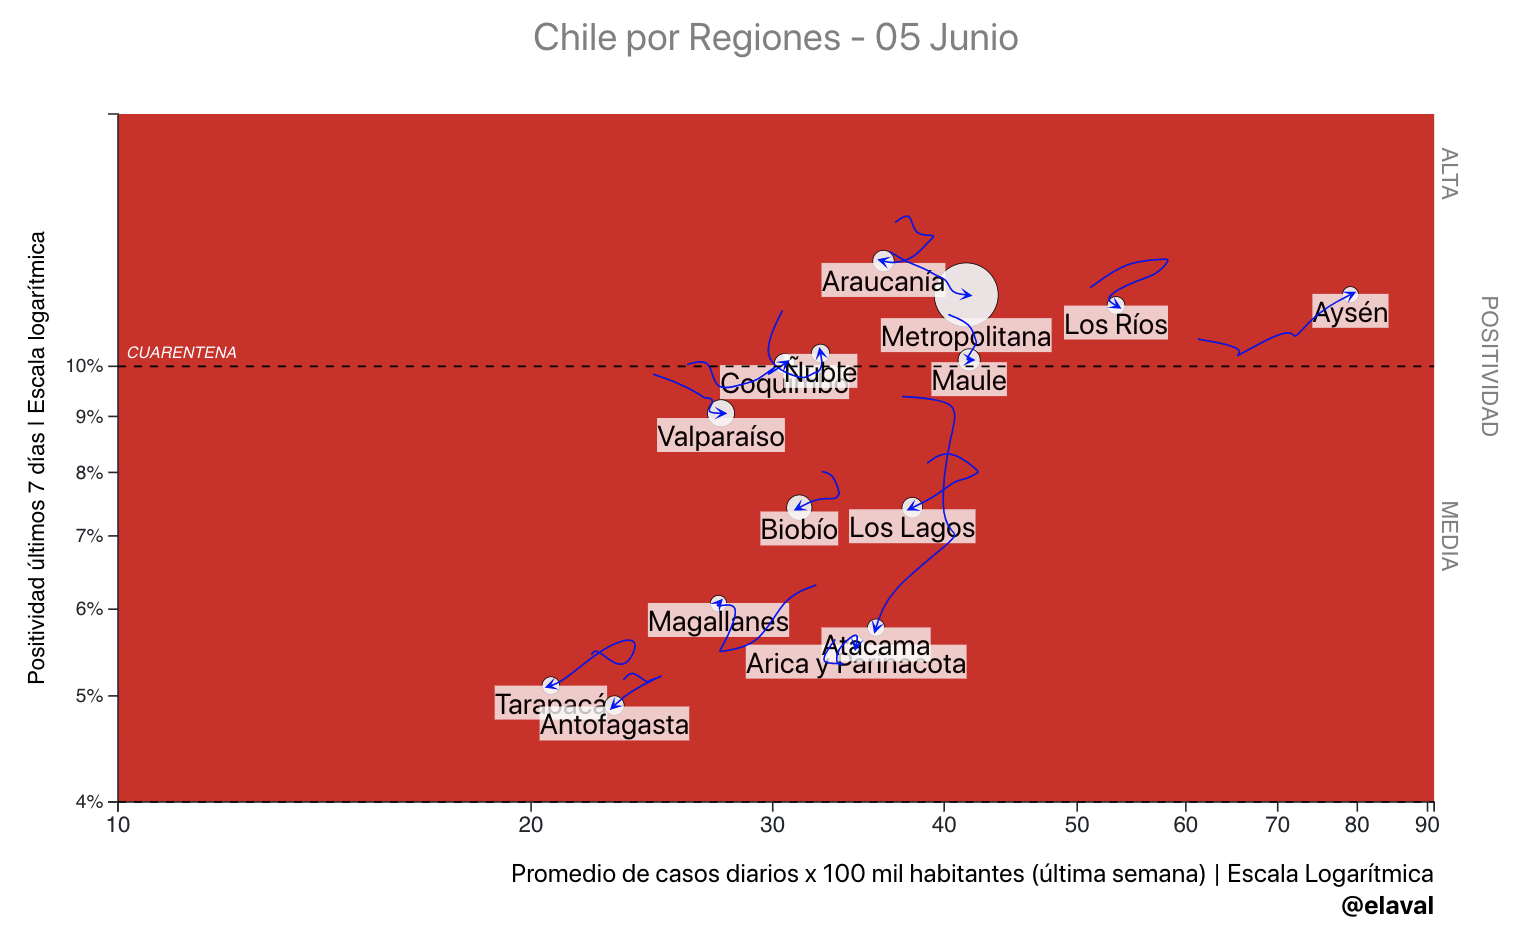 Chile por Regiones - 05 Junio
ALTA
POSITIVIDAD
MEDIA
Positividad últimos 7 días | Escala logarítmica
CUARENTENA
10%
9%
8%
7%
6%
5%
4%
Araucanía
Metropolitana
Los Ríos
Aysén
Maule
Ñuble
Coquimbo
Valparaíso
Biobío
Los Lagos
Magallanes
Atacama
Arica y Parinacota
Tarapacá
Antofagasta
10 20 30 40 50 60 70 80 90
Promedio de casos diarios x 100 mil habitantes (última semana) | Escala Logarítmica
@elaval